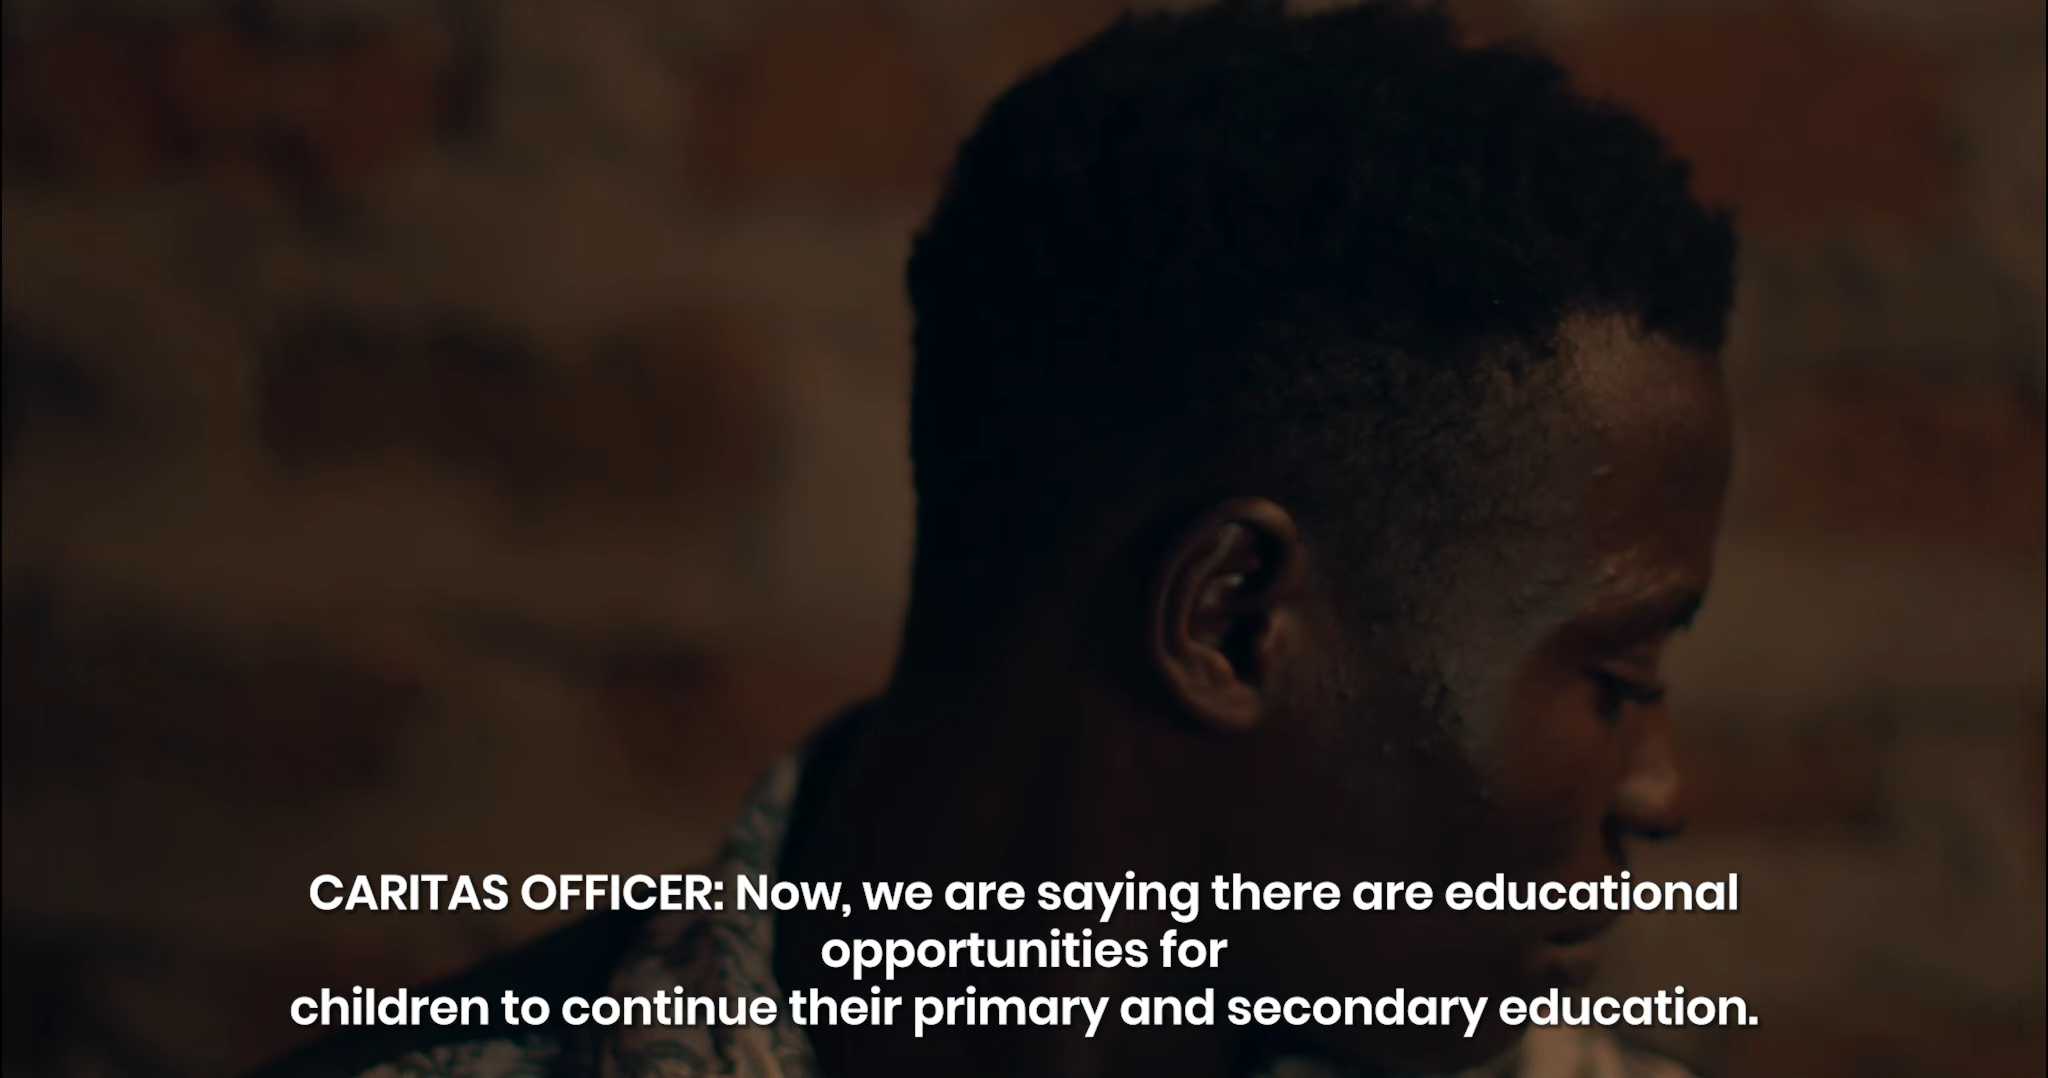 CARITAS OFFICER: Now, we are saying there are educational
opportunities for
children to continue their primary and secondary education.